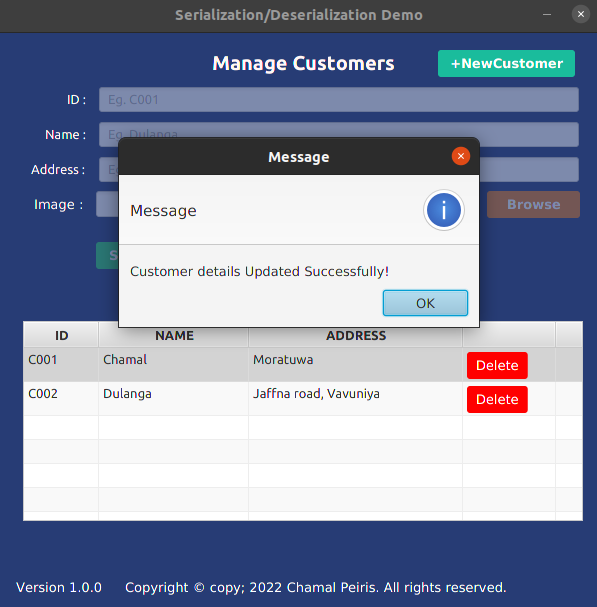 Serialization/Deserialization Demo
Manage Customers
+NewCustomer
ID :
Eg. C001
Name :
Eg. Dulanga
Address :
Image :
Browse
Message
Message
Customer details Updated Successfully!
OK
ID NAME ADDRESS
C001 Chamal Moratuwa Delete
C002 Dulanga Jaffna road, Vavuniya Delete
Version 1.0.0 Copyright © copy; 2022 Chamal Peiris. All rights reserved.